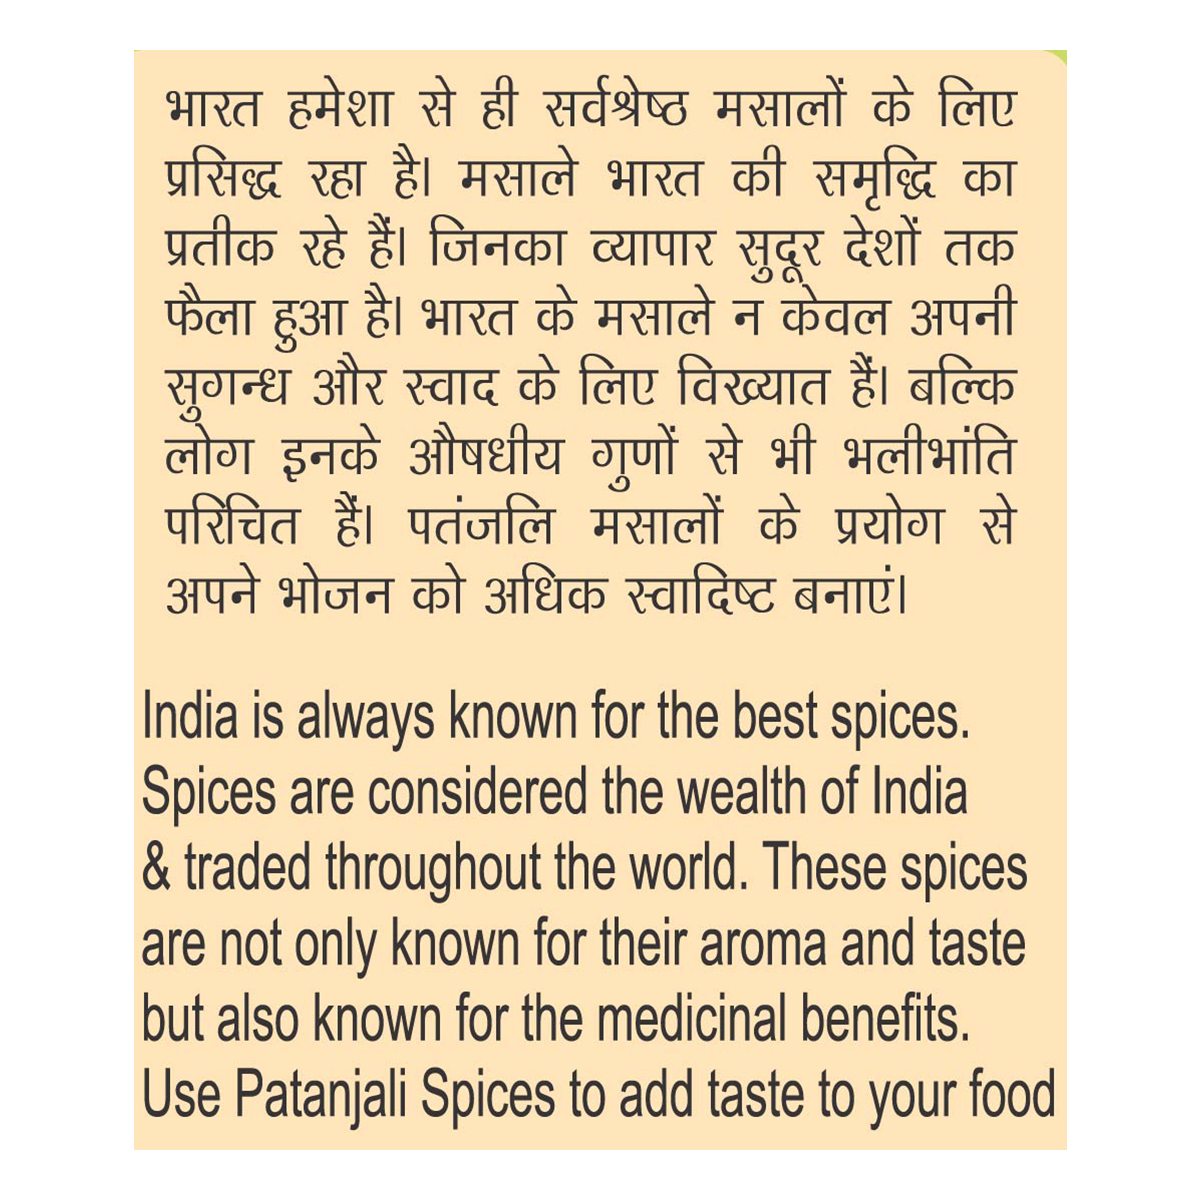 भारत हमेशा से ही सर्वश्रेष्ठ मसालों के लिए
प्रसिद्ध रहा है। मसाले भारत की समृद्धि का
प्रतीक रहे हैं। जिनका व्यापार सुदूर देशों तक
फैला हुआ है। भारत के मसाले न केवल अपनी
सुगन्ध और स्वाद के लिए विख्यात हैं। बल्कि
लोग इनके औषधीय गुणों से भी भलीभांति
परिचित हैं। पतंजलि मसालों के प्रयोग से
अपने भोजन को अधिक स्वादिष्ट बनाएं।
India is always known for the best spices.
Spices are considered the wealth of India
& traded throughout the world. These spices
are not only known for their aroma and taste
but also known for the medicinal benefits.
Use Patanjali Spices to add taste to your food